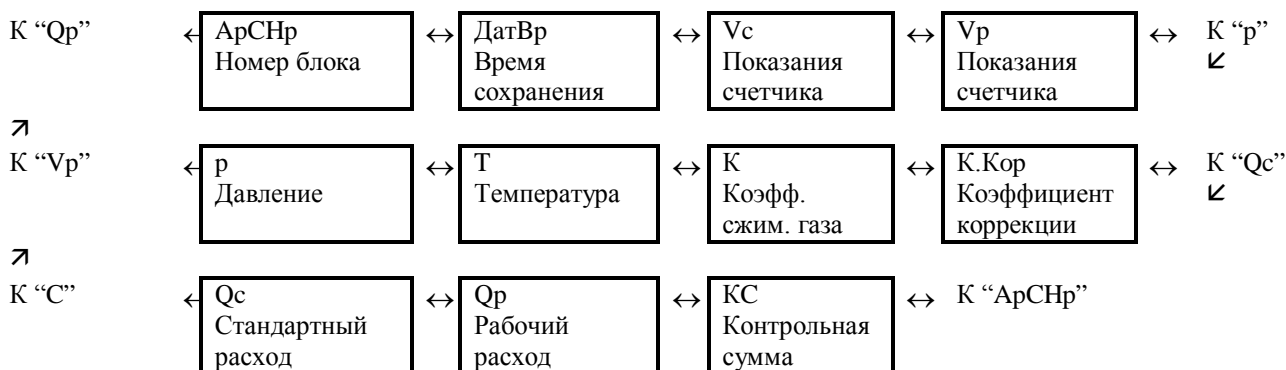 К “Qp” ← АрСНр ↔ ДатВр ↔ Vc ↔ Vp ↔ К “p”
Номер блока Время Показания Показания ↙
сохранения счетчика счетчика
↗
К “Vp” ← p ↔ T ↔ К ↔ К.Кор ↔ К “Qc”
Давление Температура Коэфф. Коэффициент ↙
сжим. газа коррекции
↗
К “C” ← Qc ↔ Qp ↔ КС ↔ К “АрСНр”
Стандартный Рабочий Контрольная
расход расход сумма